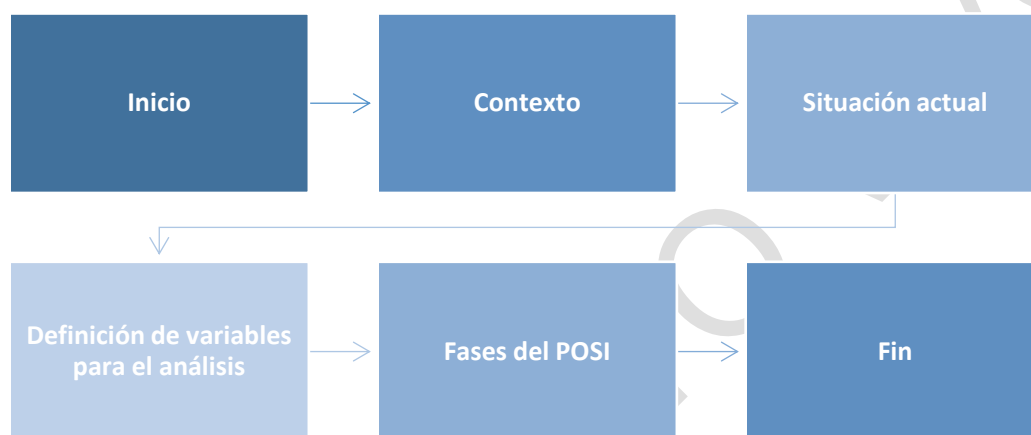 Inicio
Contexto
Situación actual
Definición de variables
para el análisis
Fases del POSI
Fin